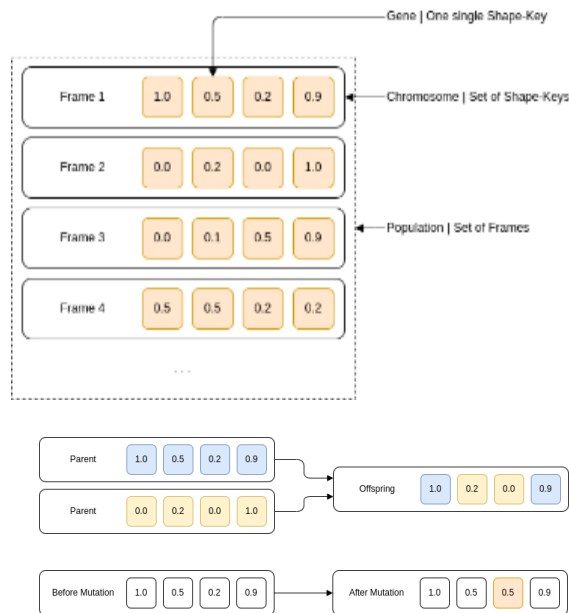 Gene | One single Shape-Key
Frame 1 1.0 0.5 0.2 0.9
Chromosome | Set of Shape-Keys
Frame 2 0.0 0.2 0.0 1.0
Frame 3 0.0 0.1 0.5 0.9
Population | Set of Frames
Frame 4 0.5 0.5 0.2 0.2
...
Parent 1.0 0.5 0.2 0.9
Offspring 1.0 0.2 0.0 0.9
Parent 0.0 0.2 0.0 1.0
Before Mutation 1.0 0.5 0.2 0.9
After Mutation 1.0 0.5 0.5 0.9